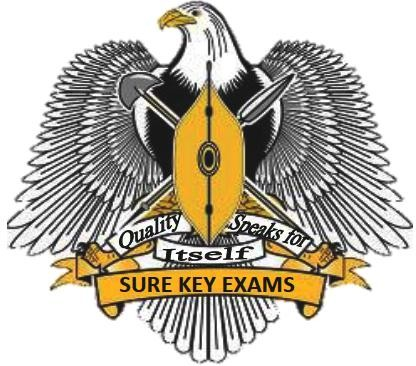 Quality Speaks for
Itself
SURE KEY EXAMS